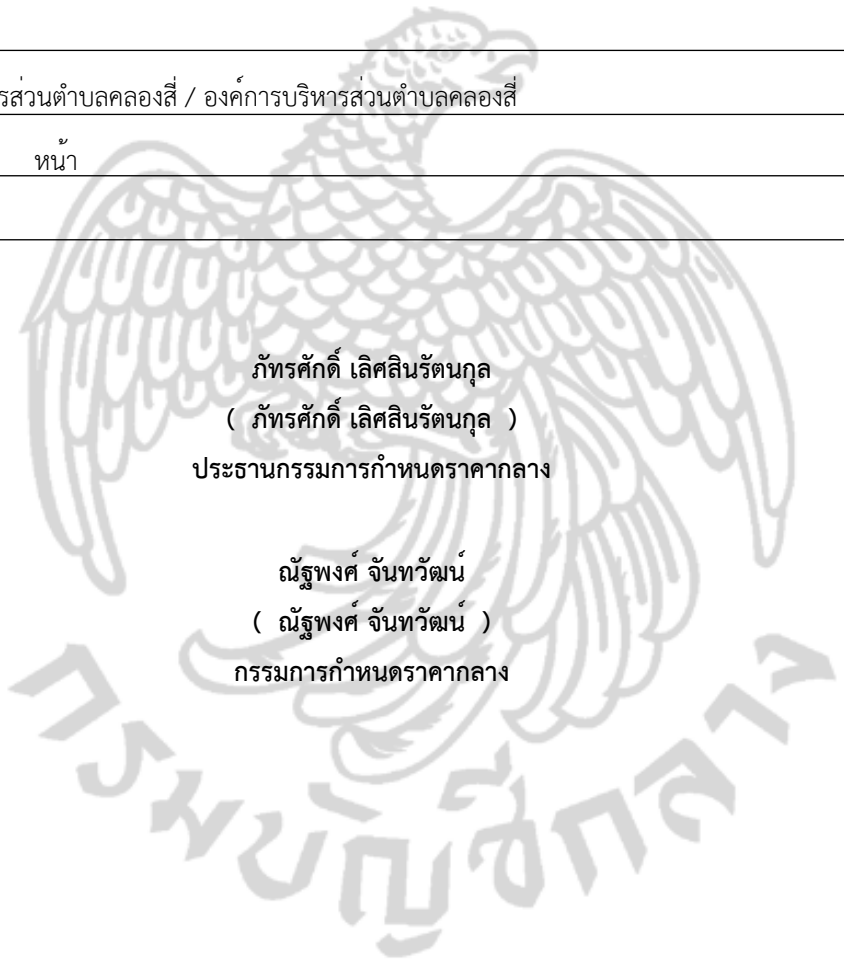 รส่วนตำบลคลองสี่ / องค์การบริหารส่วนตำบลคลองสี่
หน้า
ภัทรศักดิ์ เลิศสินรัตนกุล
( ภัทรศักดิ์ เลิศสินรัตนกุล )
ประธานกรรมการกำหนดราคากลาง
ณัฐพงศ์ จันทวัฒน์
( ณัฐพงศ์ จันทวัฒน์ )
กรรมการกำหนดราคากลาง
กรมบัญชีกลาง